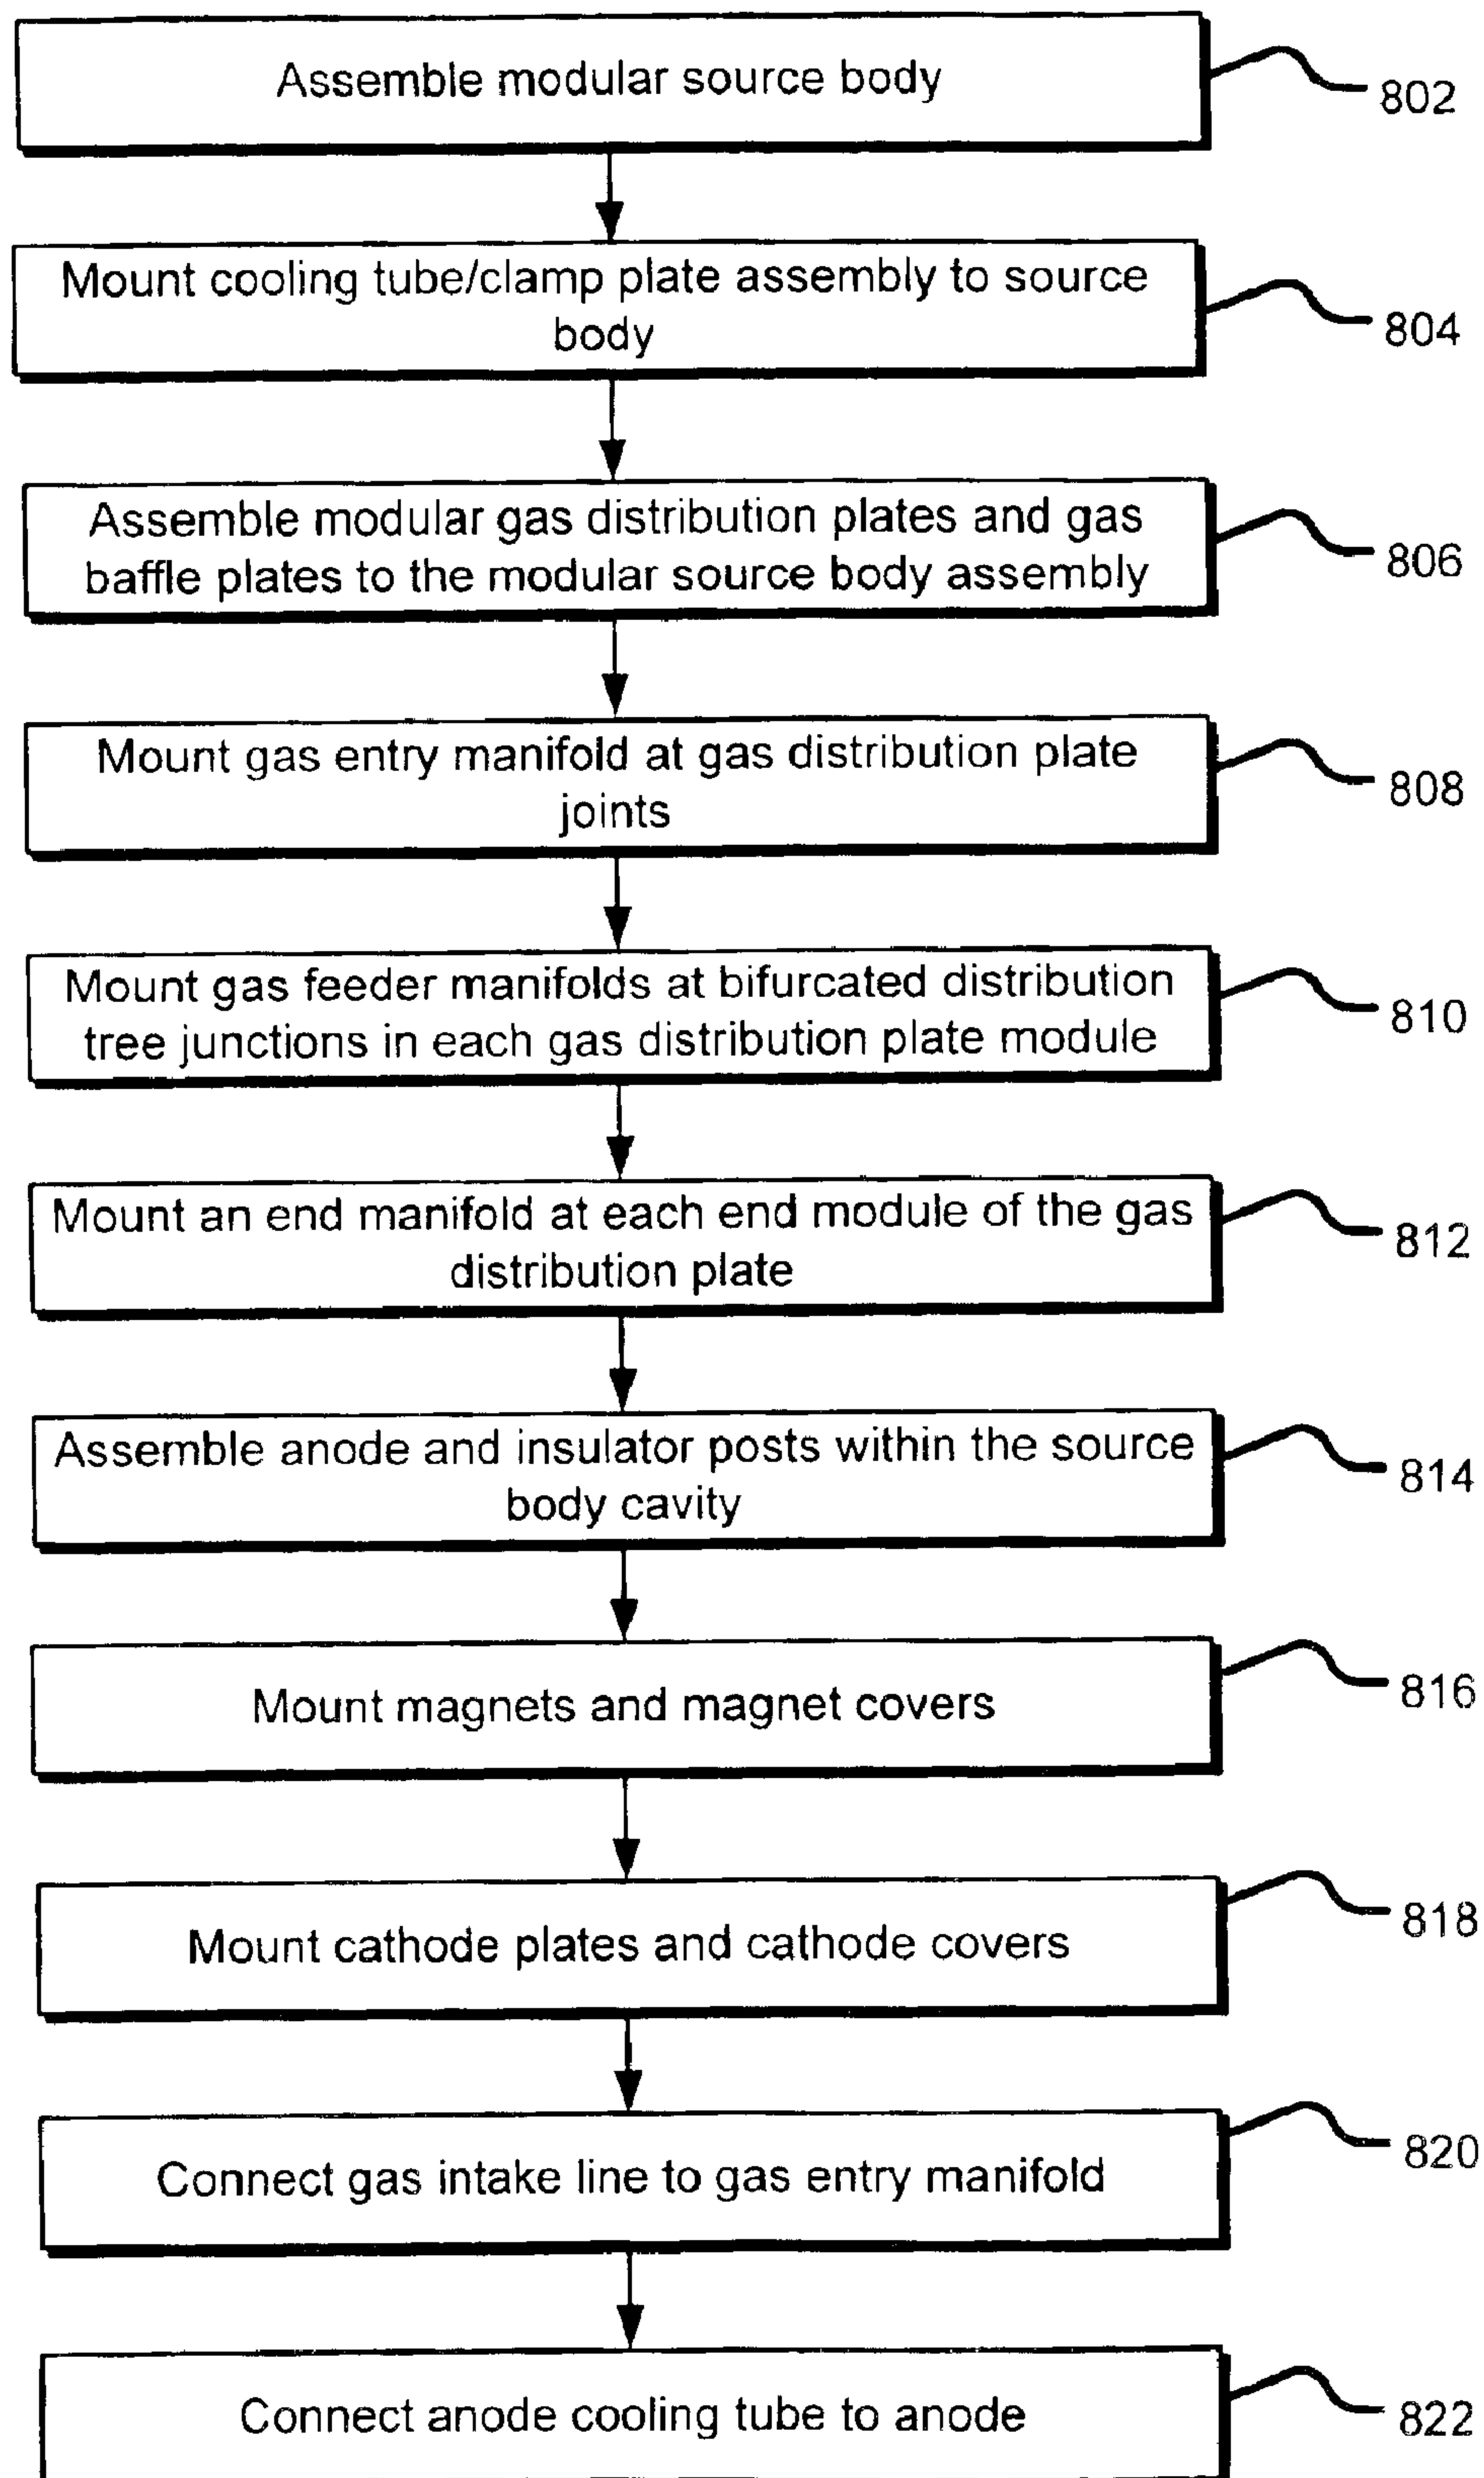 Assemble modular source body
802
Mount cooling tube/clamp plate assembly to source
body
804
Assemble modular gas distribution plates and gas
baffle plates to the modular source body assembly
806
Mount gas entry manifold at gas distribution plate
joints
808
Mount gas feeder manifolds at bifurcated distribution
tree junctions in each gas distribution plate module
810
Mount an end manifold at each end module of the gas
distribution plate
812
Assemble anode and insulator posts within the source
body cavity
814
Mount magnets and magnet covers
816
Mount cathode plates and cathode covers
818
Connect gas intake line to gas entry manifold
820
Connect anode cooling tube to anode
822